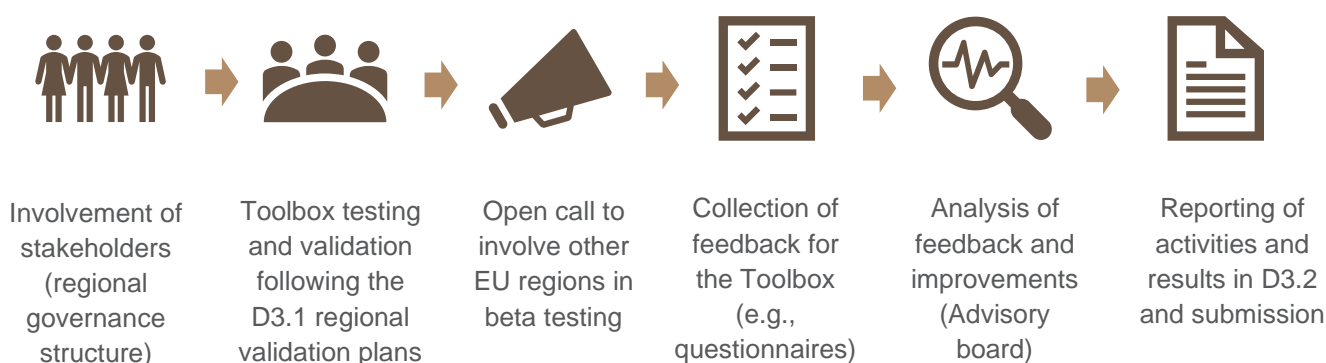 Involvement of
stakeholders
(regional
governance
structure)
Toolbox testing
and validation
following the
D3.1 regional
validation plans
Open call to
involve other
EU regions in
beta testing
Collection of
feedback for
the Toolbox
(e.g.,
questionnaires)
Analysis of
feedback and
improvements
(Advisory
board)
Reporting of
activities and
results in D3.2
and submission